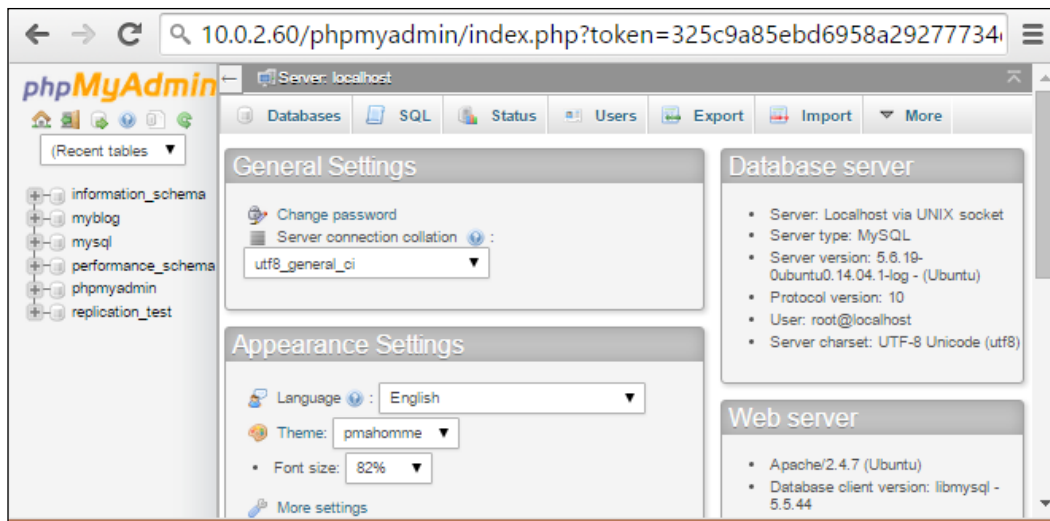 10.0.2.60/phpmyadmin/index.php?token=325c9a85ebd6958a29277734
phpMyAdmin
(Recent tables
information_schema
myblog
mysql
performance_schema
phpmyadmin
replication_test
Server: localhost
Databases SQL Status Users Export Import More
General Settings
Change password
Server connection collation :
utf8_general_ci
Appearance Settings
Language : English
Theme: pmahomme
• Font size: 82%
More settings
Database server
• Server: Localhost via UNIX socket
• Server type: MySQL
• Server version: 5.6.19-
0ubuntu0.14.04.1-log - (Ubuntu)
• Protocol version: 10
• User: root@localhost
• Server charset: UTF-8 Unicode (utf8)
Web server
• Apache/2.4.7 (Ubuntu)
• Database client version: libmysql -
5.5.44